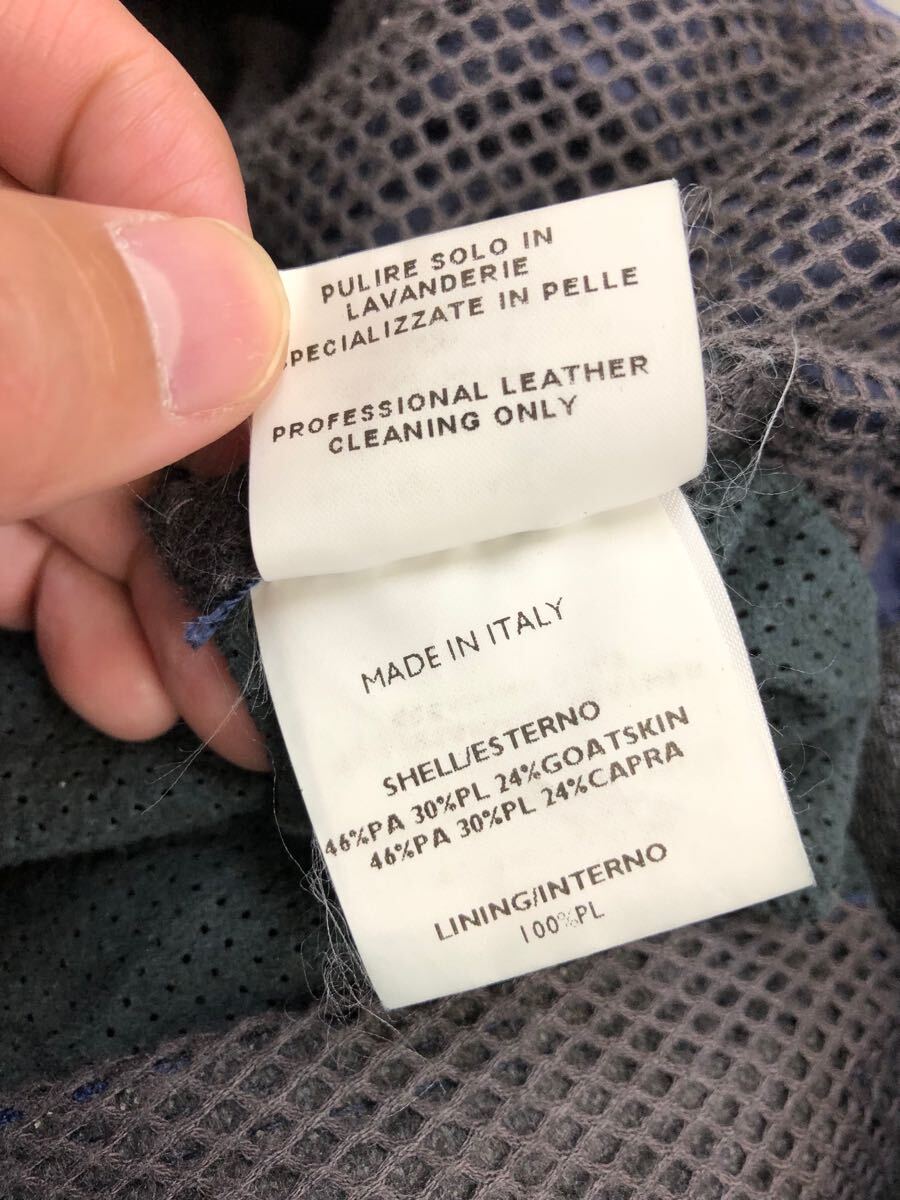 PULIRE SOLO IN
LAVANDERIE
SPECIALIZZATE IN PELLE
PROFESSIONAL LEATHER
CLEANING ONLY
MADE IN ITALY
SHELL/ESTERNO
46%PA 30%PL 24%GOATSKIN
46%PA 30%PL 24%CAPRA
LINING/INTERNO
100%PL